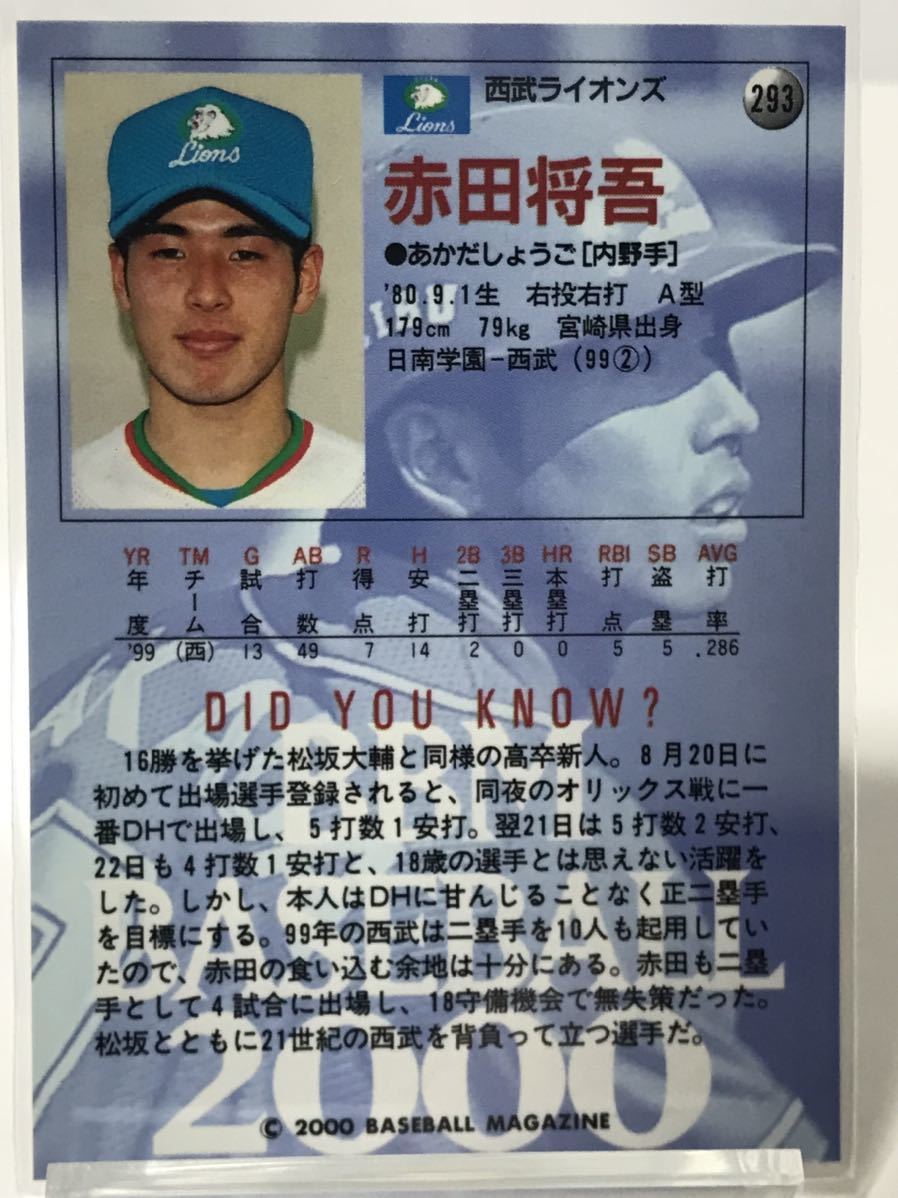 Lions
Lions
西武ライオンズ
293
赤田将吾
●あかだしょうご[内野手]
'80.9.1生 右投右打 A型
179cm 79kg 宮崎県出身
日南学園－西武（99②）
YR TM G AB R H 2B 3B HR RBI SB AVG
年度 チーム 試合 打数 得点 安打 二塁打 三塁打 本塁打 打点 盗塁 打率
'99 (西) 13 49 7 14 2 0 0 5 5 .286
DID YOU KNOW?
16勝を挙げた松坂大輔と同様の高卒新人。8月20日に
初めて出場選手登録されると、同夜のオリックス戦に一
番DHで出場し、5打数1安打。翌21日は5打数2安打、
22日も4打数1安打と、18歳の選手とは思えない活躍を
した。しかし、本人はDHに甘んじることなく正二塁手
を目標にする。99年の西武は二塁手を10人も起用してい
たので、赤田の食い込む余地は十分にある。赤田も二塁
手として4試合に出場し、18守備機会で無失策だった。
松坂とともに21世紀の西武を背負って立つ選手だ。
BBM
BASEBALL
2000
© 2000 BASEBALL MAGAZINE